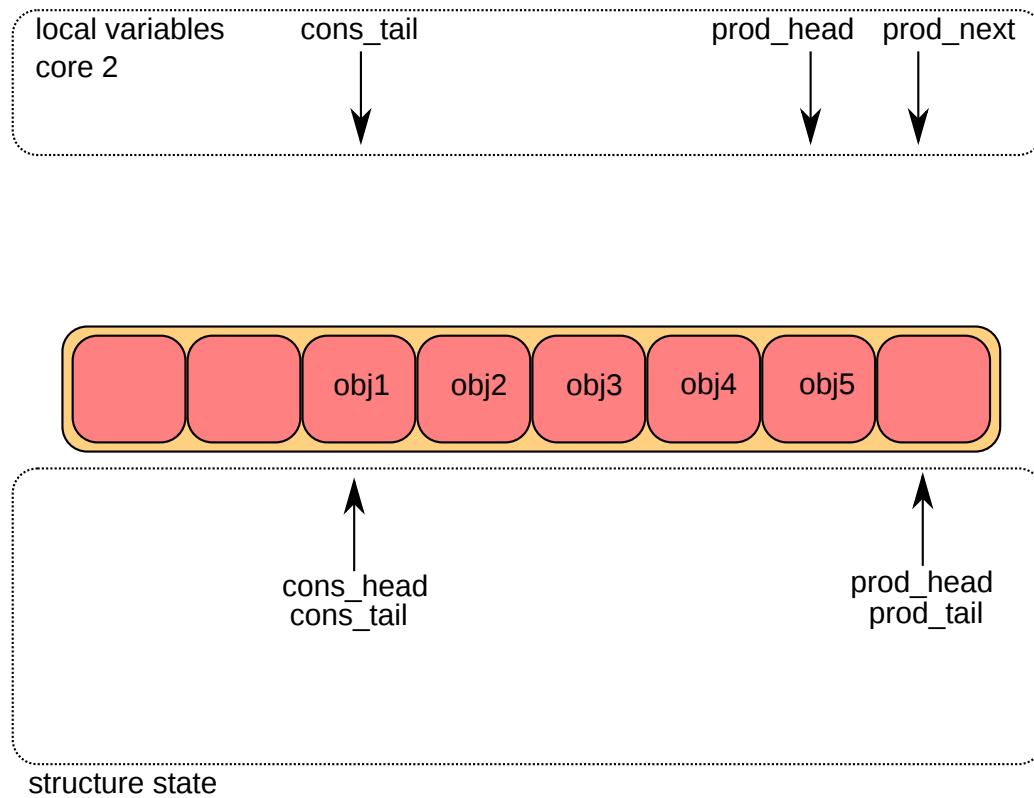 local variables
core 2
cons_tail
prod_head
prod_next
obj1
obj2
obj3
obj4
obj5
cons_head
cons_tail
prod_head
prod_tail
structure state